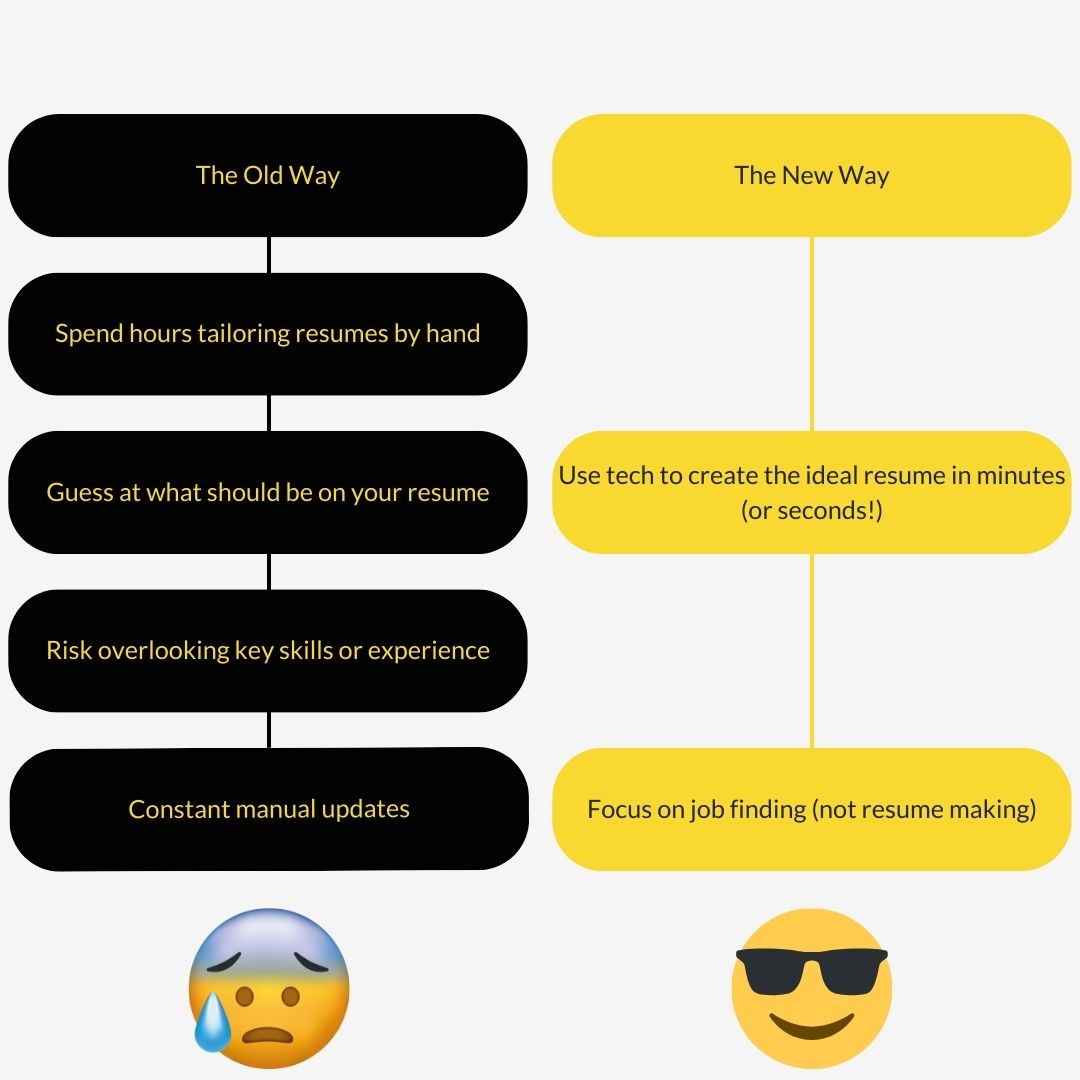 The Old Way
Spend hours tailoring resumes by hand
Guess at what should be on your resume
Risk overlooking key skills or experience
Constant manual updates
The New Way
Use tech to create the ideal resume in minutes
(or seconds!)
Focus on job finding (not resume making)